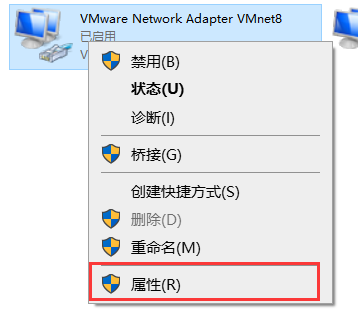 VMware Network Adapter VMnet8
已启用
禁用(B)
状态(U)
诊断(I)
桥接(G)
创建快捷方式(S)
删除(D)
重命名(M)
属性(R)